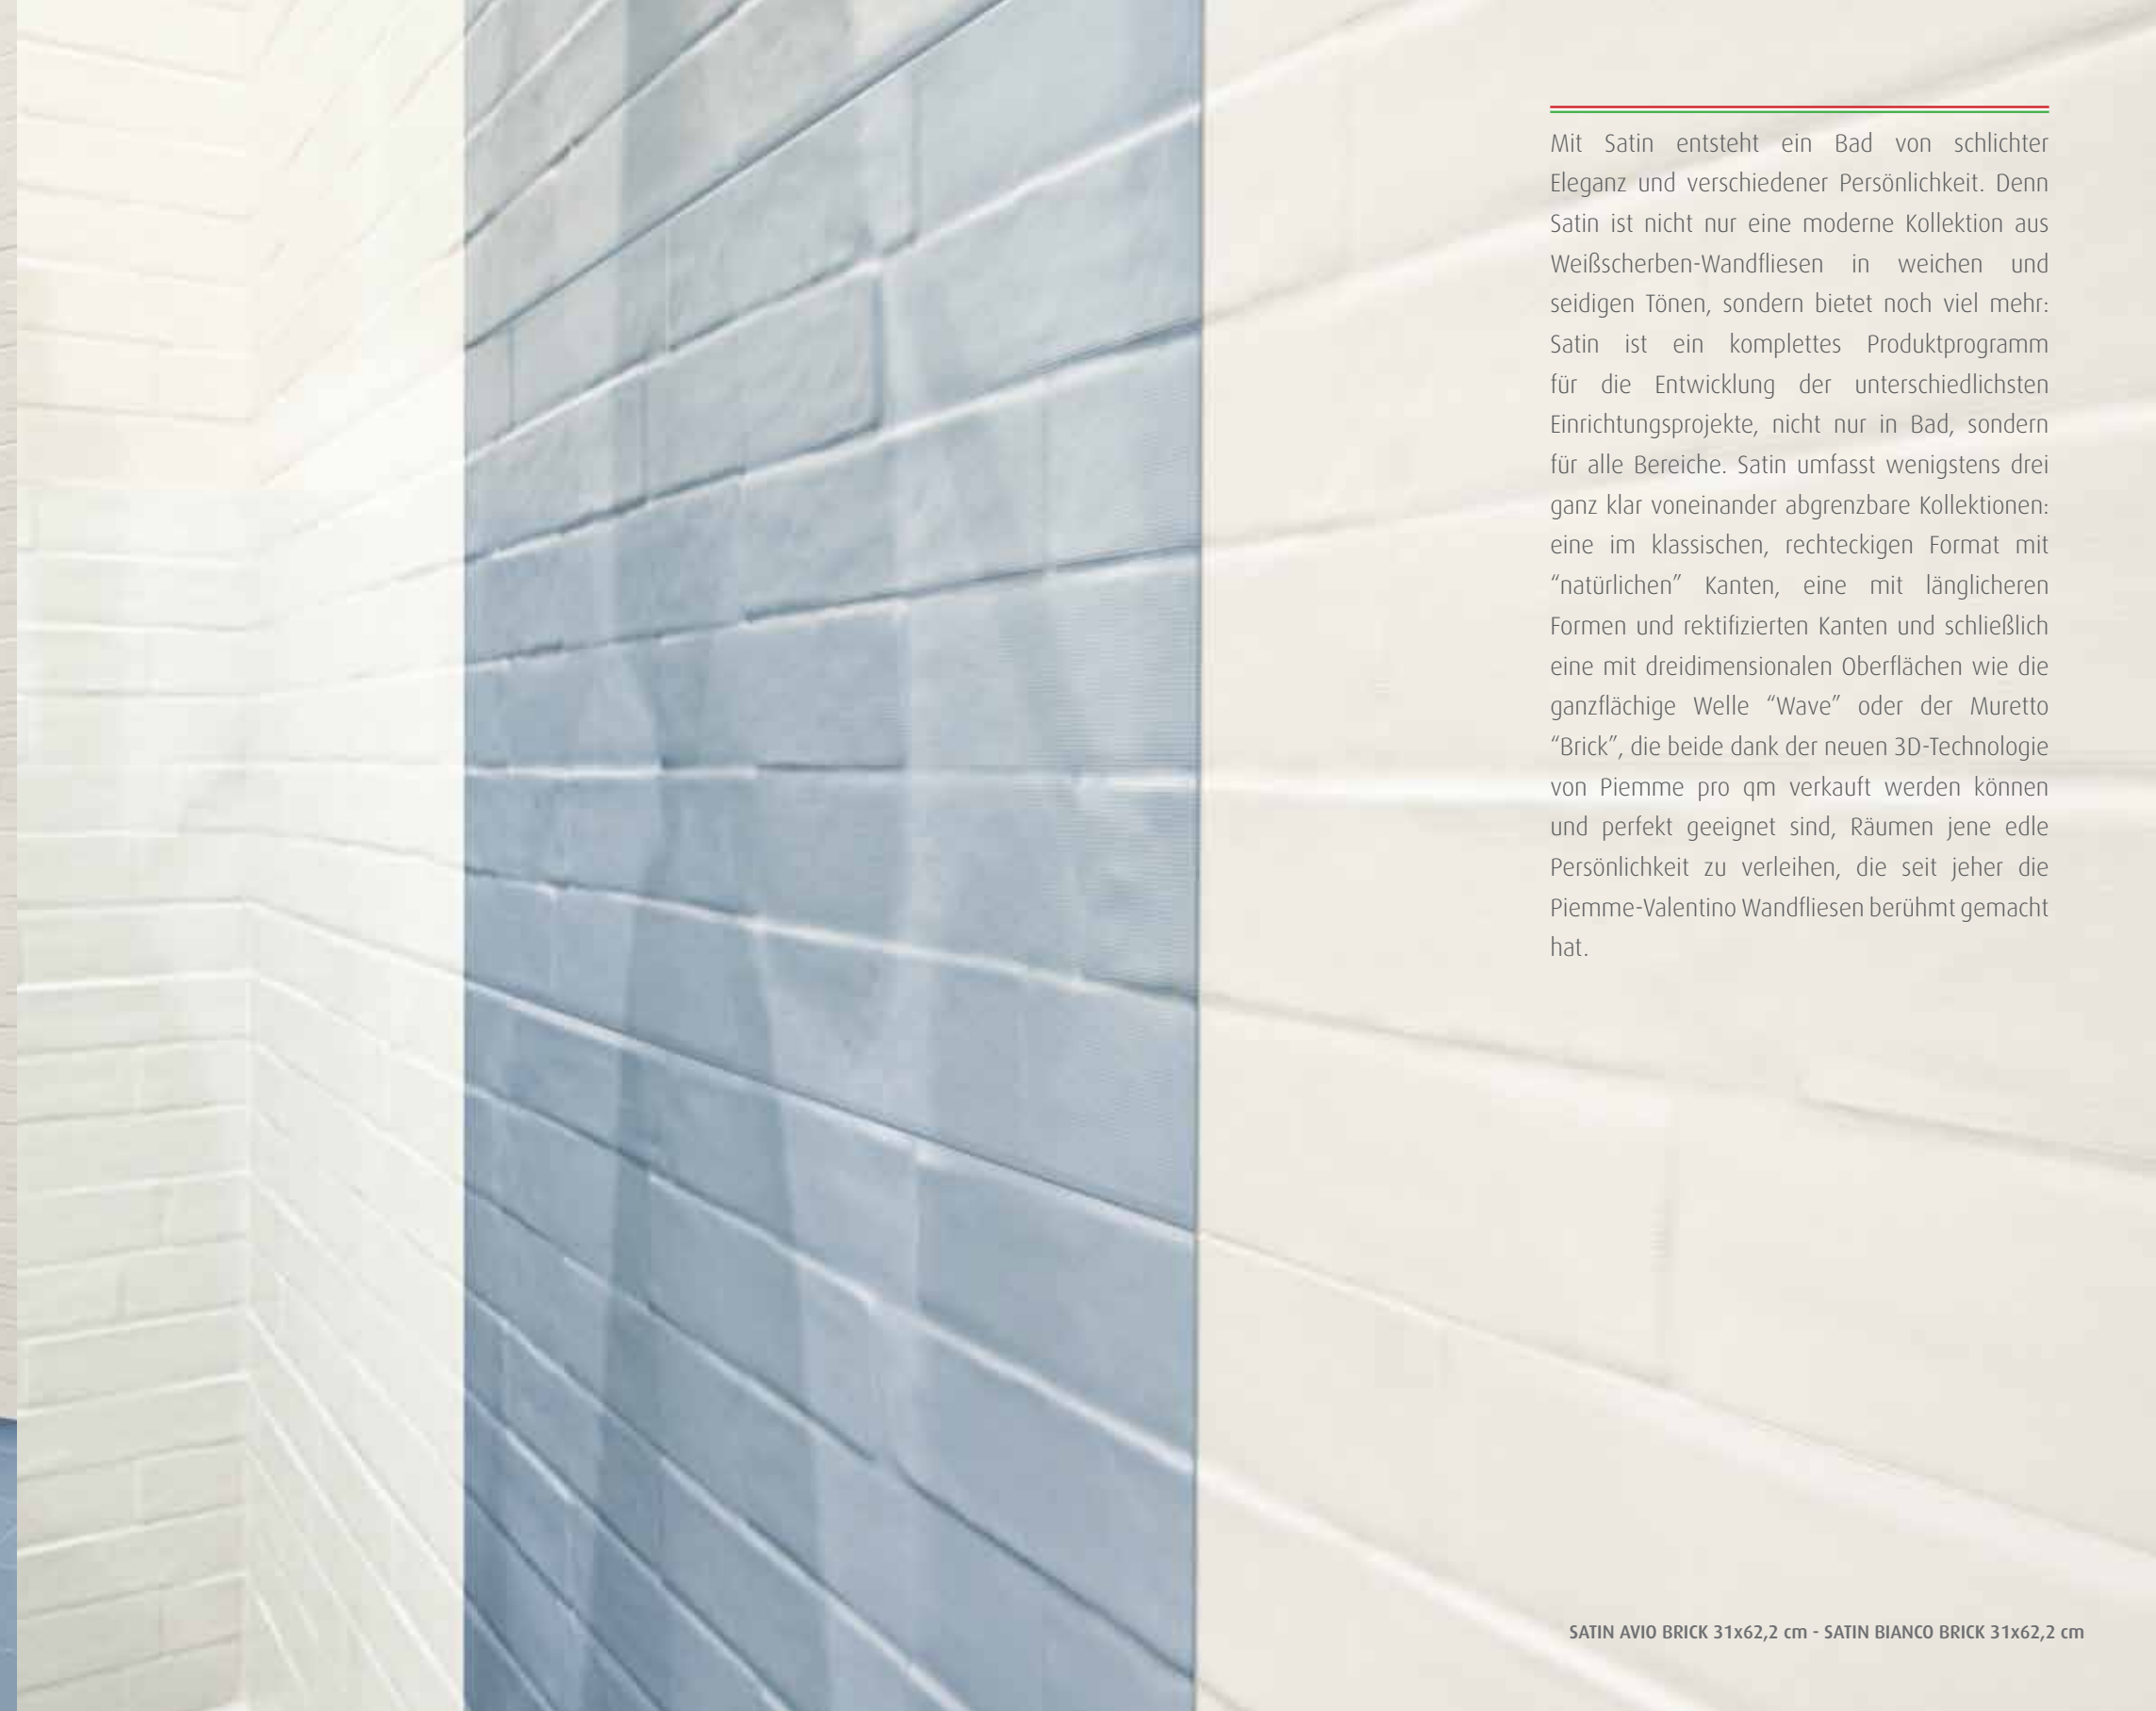 Mit Satin entsteht ein Bad von schlichter
Eleganz und verschiedener Persönlichkeit. Denn
Satin ist nicht nur eine moderne Kollektion aus
Weißscherben-Wandfliesen in weichen und
seidigen Tönen, sondern bietet noch viel mehr:
Satin ist ein komplettes Produktprogramm
für die Entwicklung der unterschiedlichsten
Einrichtungsprojekte, nicht nur in Bad, sondern
für alle Bereiche. Satin umfasst wenigstens drei
ganz klar voneinander abgrenzbare Kollektionen:
eine im klassischen, rechteckigen Format mit
“natürlichen” Kanten, eine mit länglicheren
Formen und rektifizierten Kanten und schließlich
eine mit dreidimensionalen Oberflächen wie die
ganzflächige Welle “Wave” oder der Muretto
“Brick”, die beide dank der neuen 3D-Technologie
von Piemme pro qm verkauft werden können
und perfekt geeignet sind, Räumen jene edle
Persönlichkeit zu verleihen, die seit jeher die
Piemme-Valentino Wandfliesen berühmt gemacht
hat.
SATIN AVIO BRICK 31x62,2 cm - SATIN BIANCO BRICK 31x62,2 cm